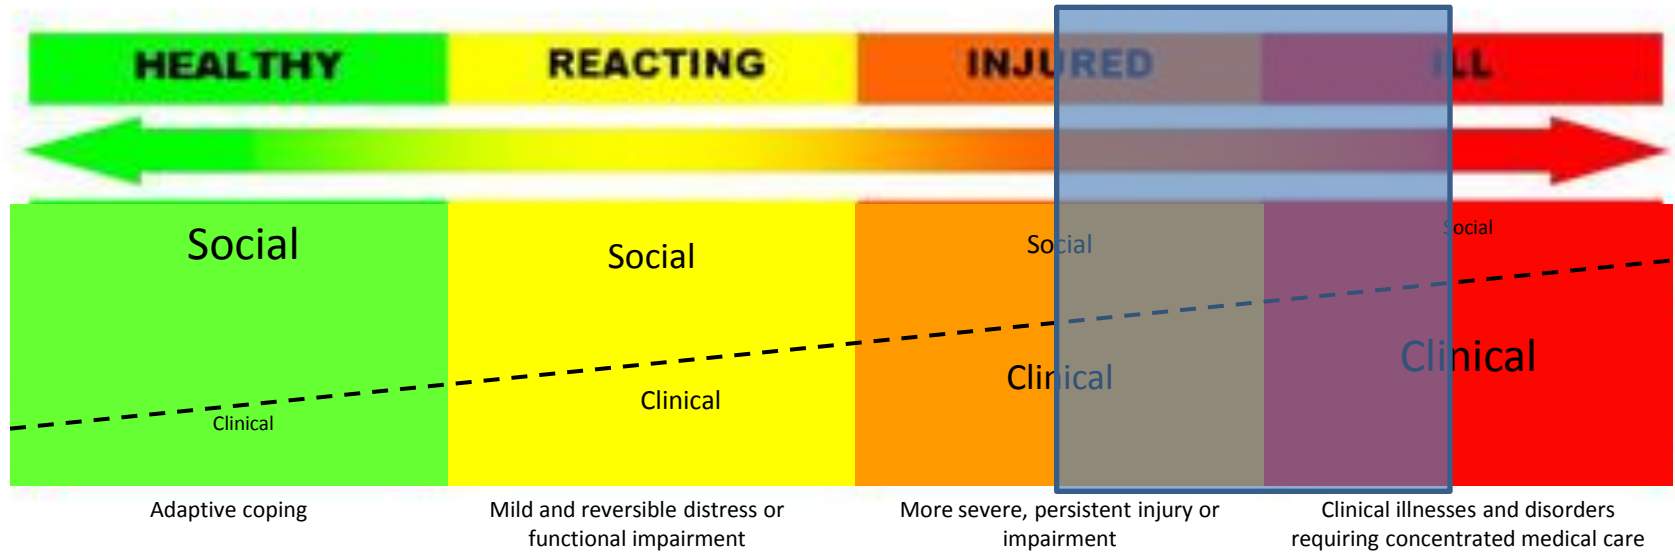 HEALTHY REACTING INJURED ILL
Social Social Social Social
Clinical Clinical Clinical Clinical
Adaptive coping
Mild and reversible distress or
functional impairment
More severe, persistent injury or
impairment
Clinical illnesses and disorders
requiring concentrated medical care